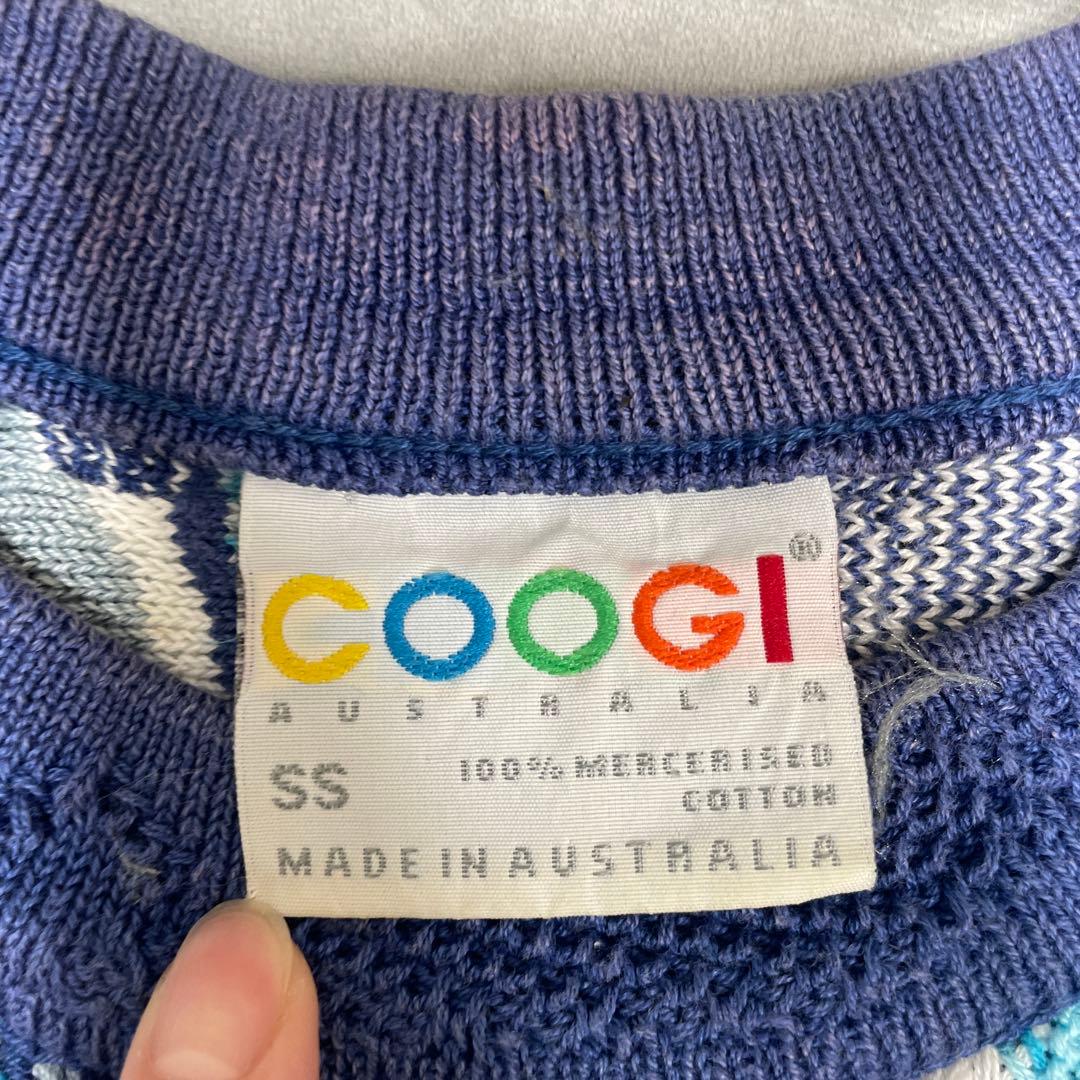 COOGI®
AUSTRALIA
SS 100% MERCERISED
COTTON
MADE IN AUSTRALIA